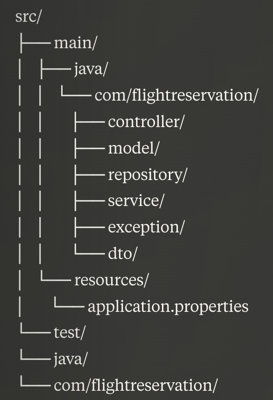 src/
├── main/
│ ├── java/
│ │ └── com/flightreservation/
│ │ ├── controller/
│ │ ├── model/
│ │ ├── repository/
│ │ ├── service/
│ │ ├── exception/
│ │ └── dto/
│ └── resources/
│ └── application.properties
└── test/
└── java/
└── com/flightreservation/